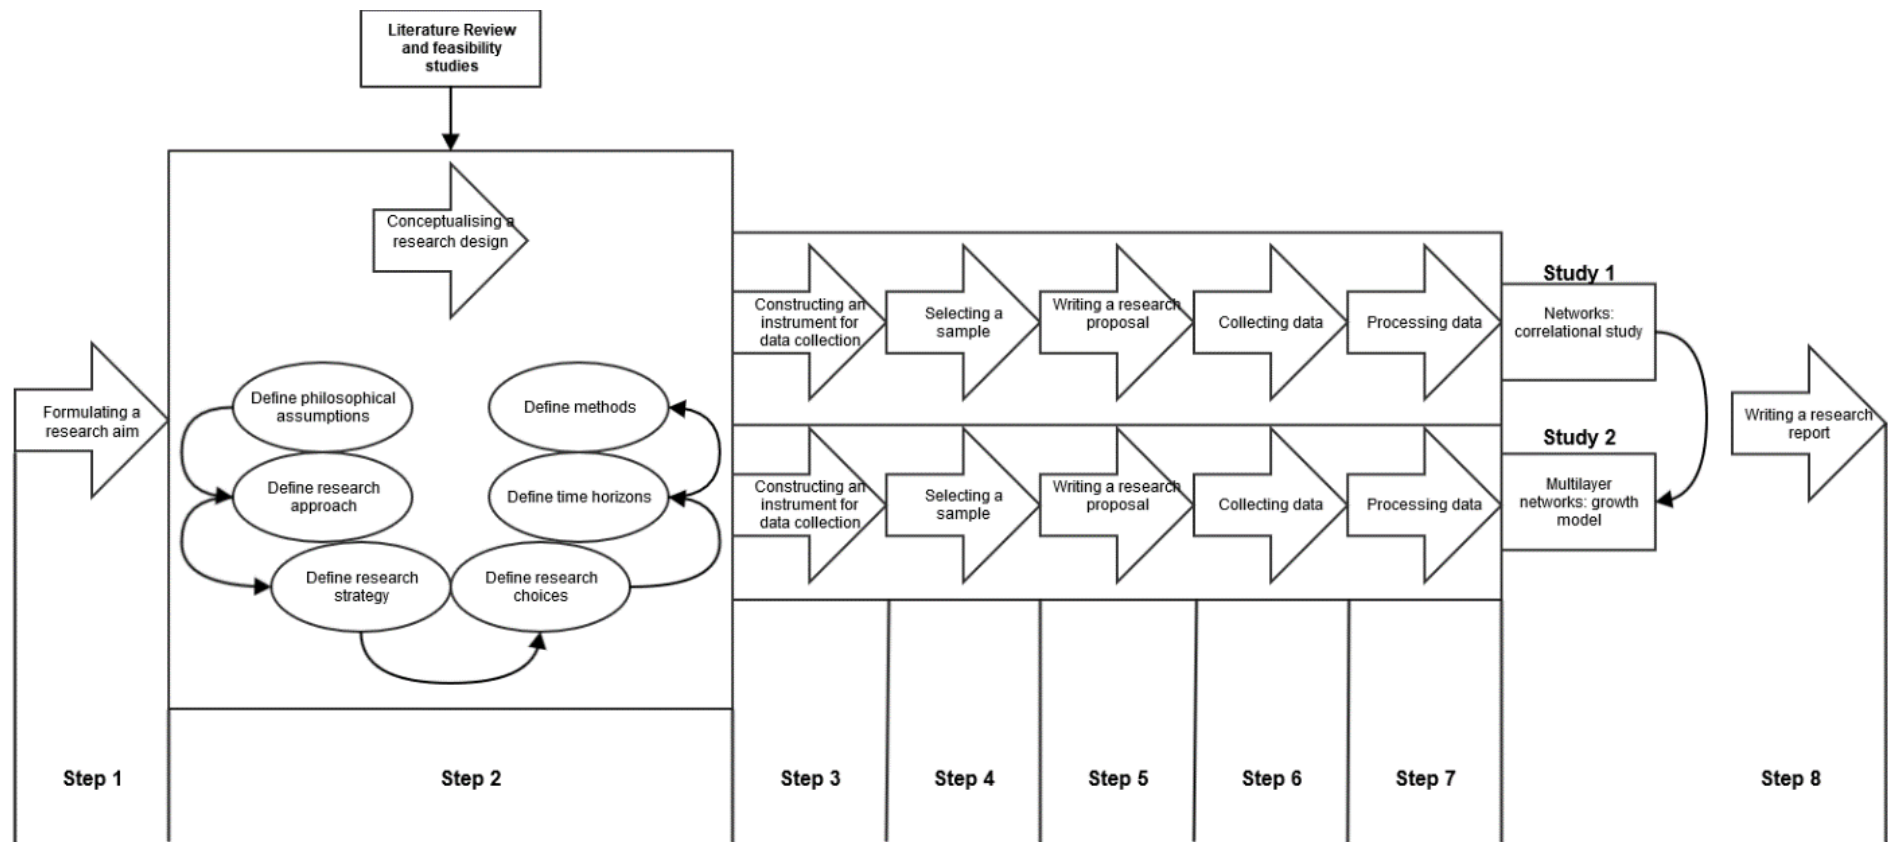 Literature Review
and feasibility
studies
Conceptualising a
research design
Formulating a
research aim
Define philosophical
assumptions
Define research
approach
Define research
strategy
Define research
choices
Define time horizons
Define methods
Constructing an
instrument for
data collection
Selecting a
sample
Writing a research
proposal
Collecting data
Processing data
Study 1
Networks:
correlational study
Constructing an
instrument for
data collection
Selecting a
sample
Writing a research
proposal
Collecting data
Processing data
Study 2
Multilayer
networks: growth
model
Writing a research
report
Step 1
Step 2
Step 3
Step 4
Step 5
Step 6
Step 7
Step 8